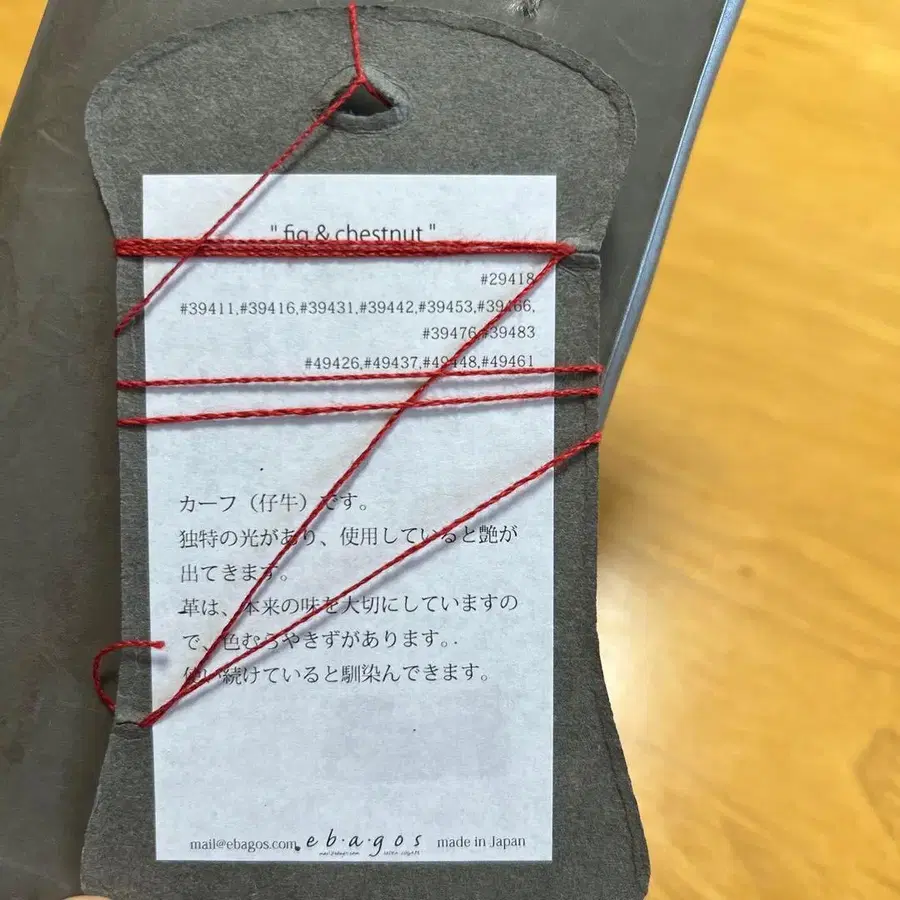 " fig & chestnut "
#29418
#39411,#39416,#39431,#39442,#39453,#39466,
#39476,#39483
#49426,#49437,#49448,#49461
カーフ（仔牛）です。
独特の光があり、使用していると艶が
出てきます。
革は、本来の味を大切にしていますの
で、色むらやきずがあります。
使い続けていると馴染んできます。
mail@ebagos.com e・b・a・g・o・s made in Japan